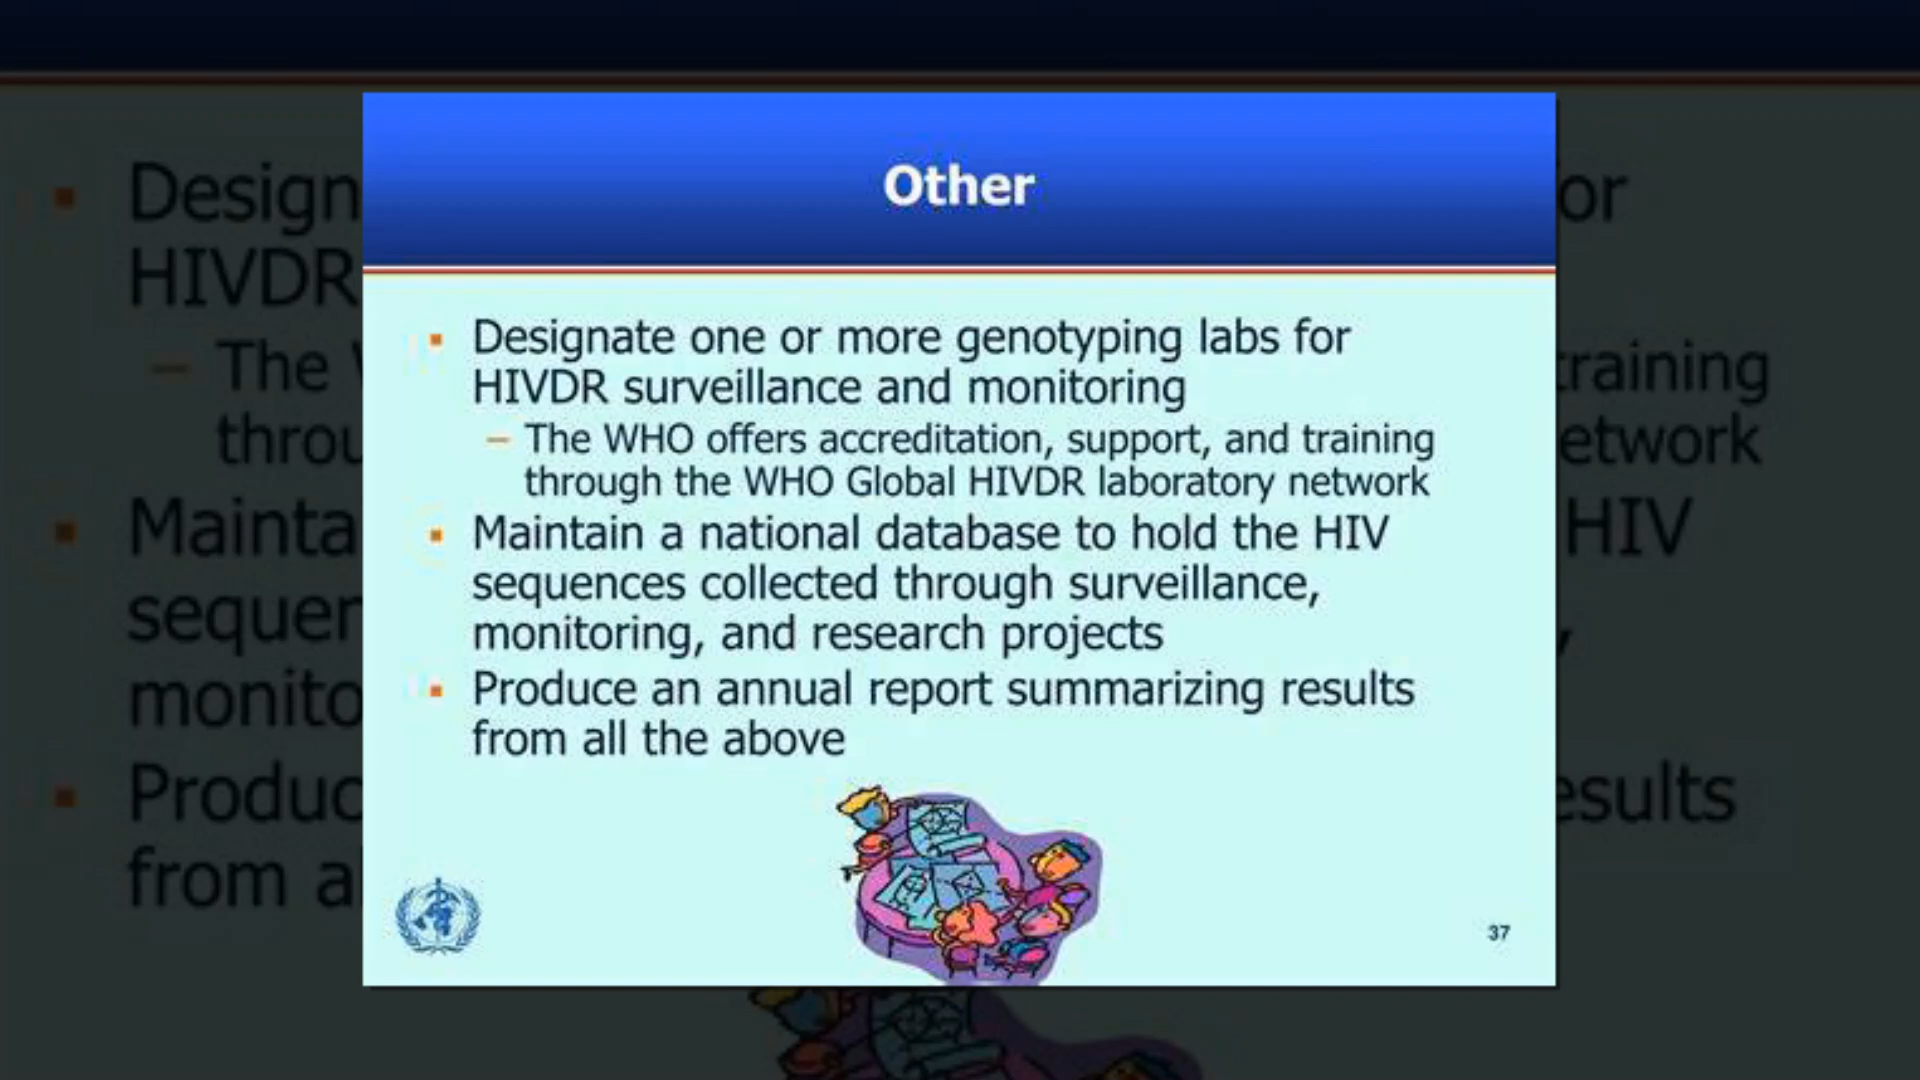 Other
Designate one or more genotyping labs for
HIVDR surveillance and monitoring
– The WHO offers accreditation, support, and training
through the WHO Global HIVDR laboratory network
Maintain a national database to hold the HIV
sequences collected through surveillance,
monitoring, and research projects
Produce an annual report summarizing results
from all the above
37